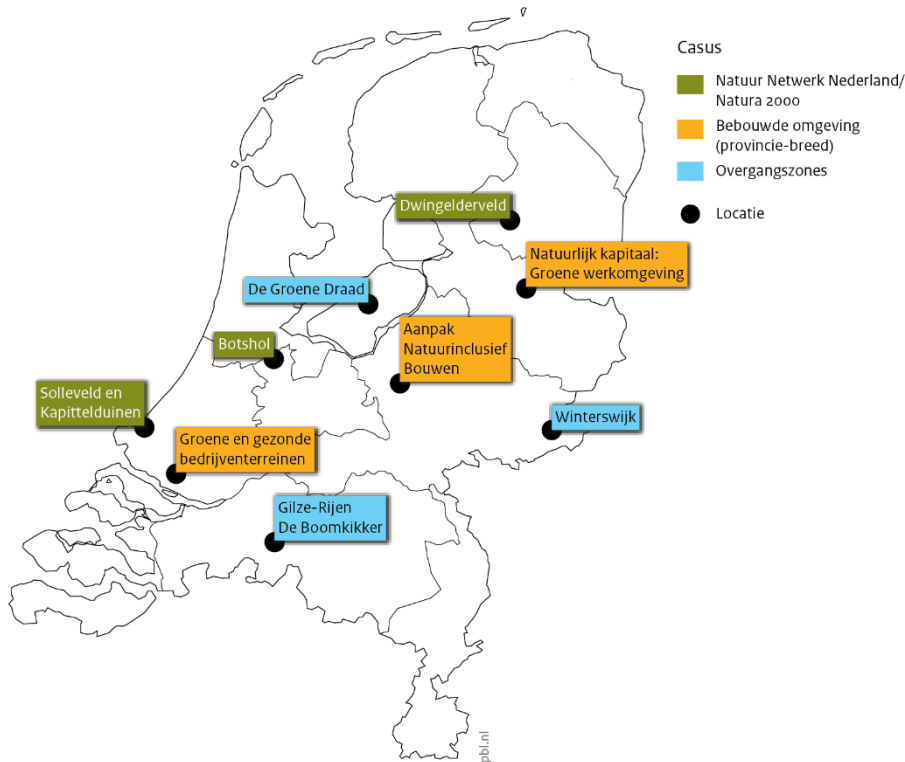 Casus
Natuur Netwerk Nederland/
Natura 2000
Bebouwde omgeving
(provincie-breed)
Overgangszones
Locatie
Dwingelderveld
Natuurlijk kapitaal:
Groene werkomgeving
De Groene Draad
Aanpak
Natuurinclusief
Bouwen
Botshol
Solleveld en
Kapittelduinen
Winterswijk
Groene en gezonde
bedrijventerreinen
Gilze-Rijen
De Boomkikker
pbl.nl